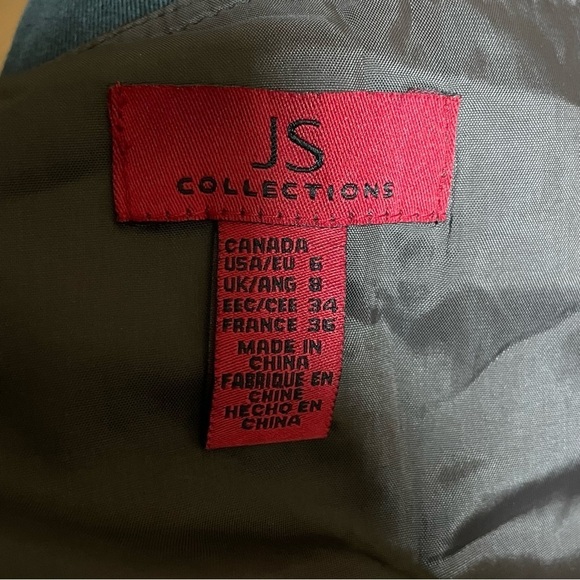 JS
COLLECTIONS
CANADA
USA/EU 6
UK/ANG 8
EEC/CEE 34
FRANCE 36
MADE IN
CHINA
FABRIQUE EN
CHINE
HECHO EN
CHINA